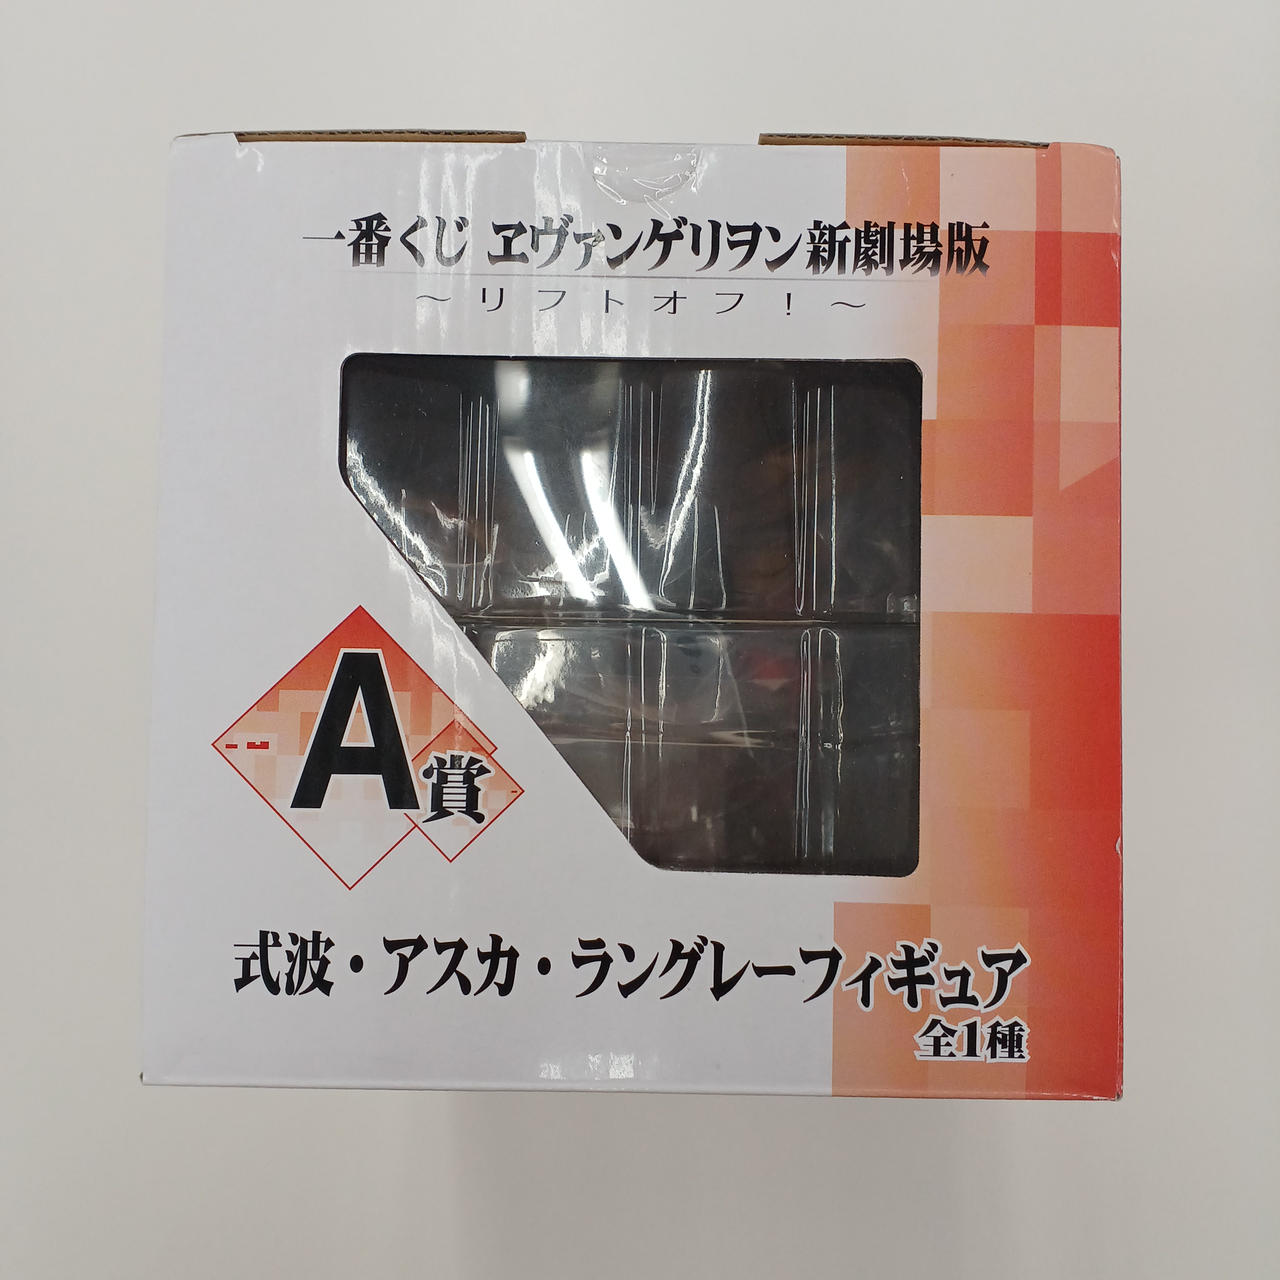 一番くじ ヱヴァンゲリヲン新劇場版
～リフトオフ！～
A賞
式波・アスカ・ラングレーフィギュア
全1種